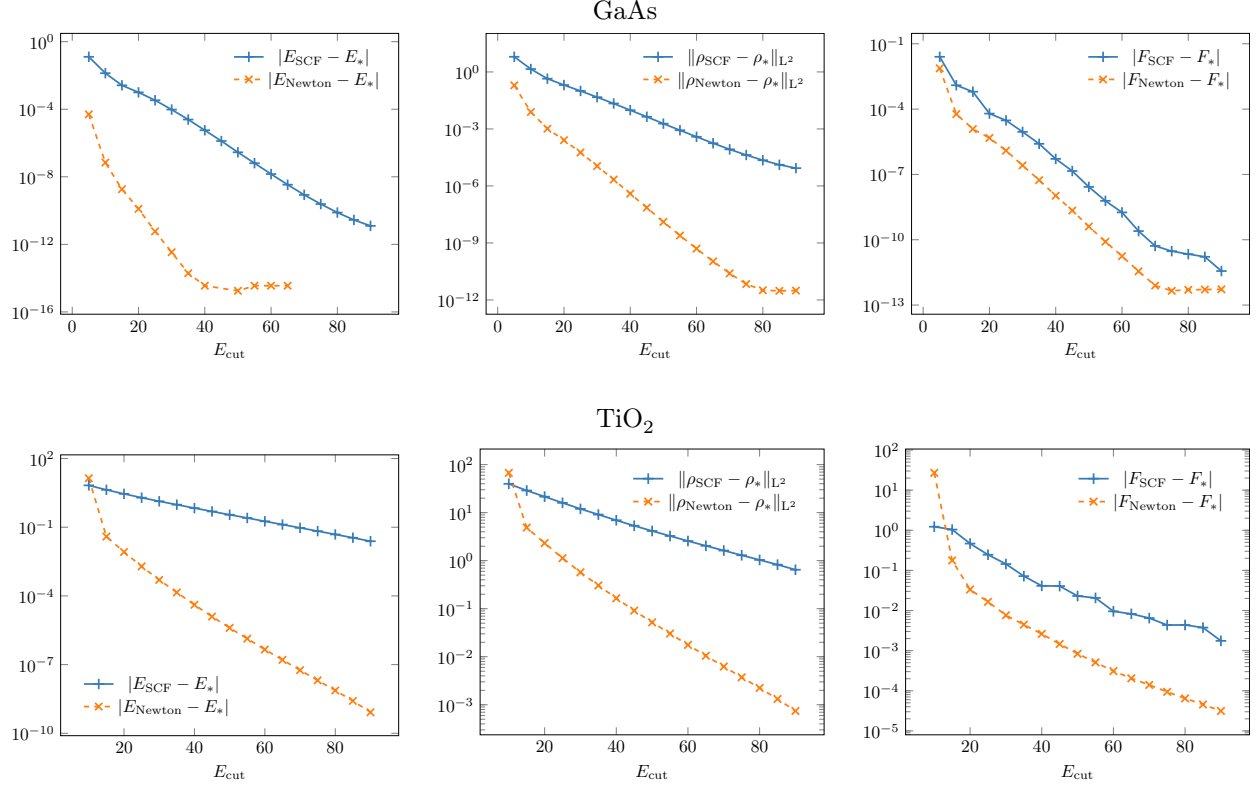 GaAs
10^0
10^−4
10^−8
10^−12
10^−16
0 20 40 60 80
E_cut
|E_SCF − E_*|
|E_Newton − E_*|
10^0
10^−3
10^−6
10^−9
10^−12
0 20 40 60 80
E_cut
‖ρ_SCF − ρ_*‖_L²
‖ρ_Newton − ρ_*‖_L²
10^−1
10^−4
10^−7
10^−10
10^−13
0 20 40 60 80
E_cut
|F_SCF − F_*|
|F_Newton − F_*|
TiO₂
10^2
10^−1
10^−4
10^−7
10^−10
20 40 60 80
E_cut
|E_SCF − E_*|
|E_Newton − E_*|
10^2
10^1
10^0
10^−1
10^−2
10^−3
20 40 60 80
E_cut
‖ρ_SCF − ρ_*‖_L²
‖ρ_Newton − ρ_*‖_L²
10^2
10^1
10^0
10^−1
10^−2
10^−3
10^−4
10^−5
20 40 60 80
E_cut
|F_SCF − F_*|
|F_Newton − F_*|